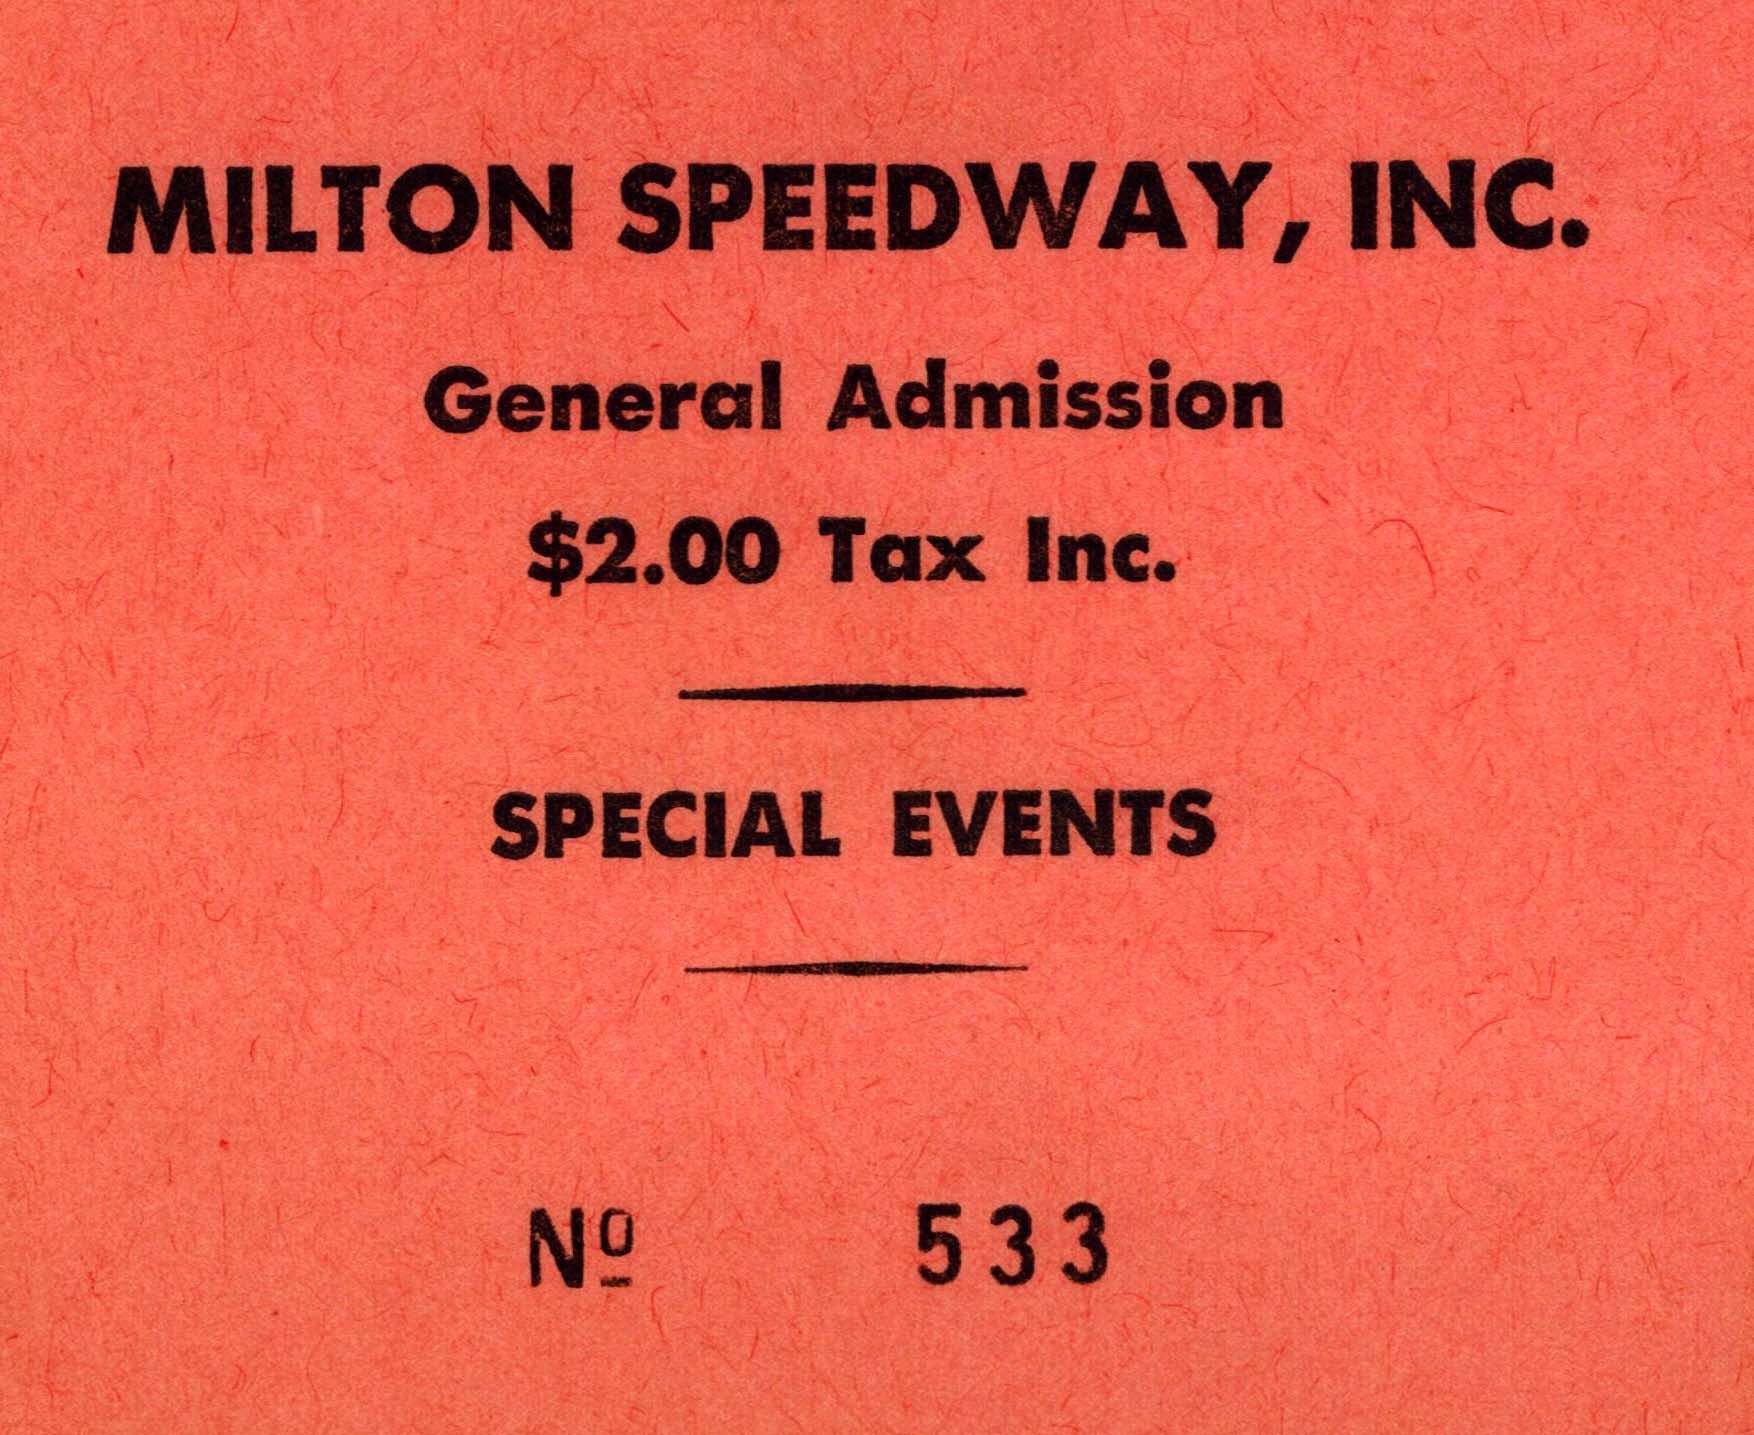 MILTON SPEEDWAY, INC.
General Admission
$2.00 Tax Inc.
SPECIAL EVENTS
Nº 533